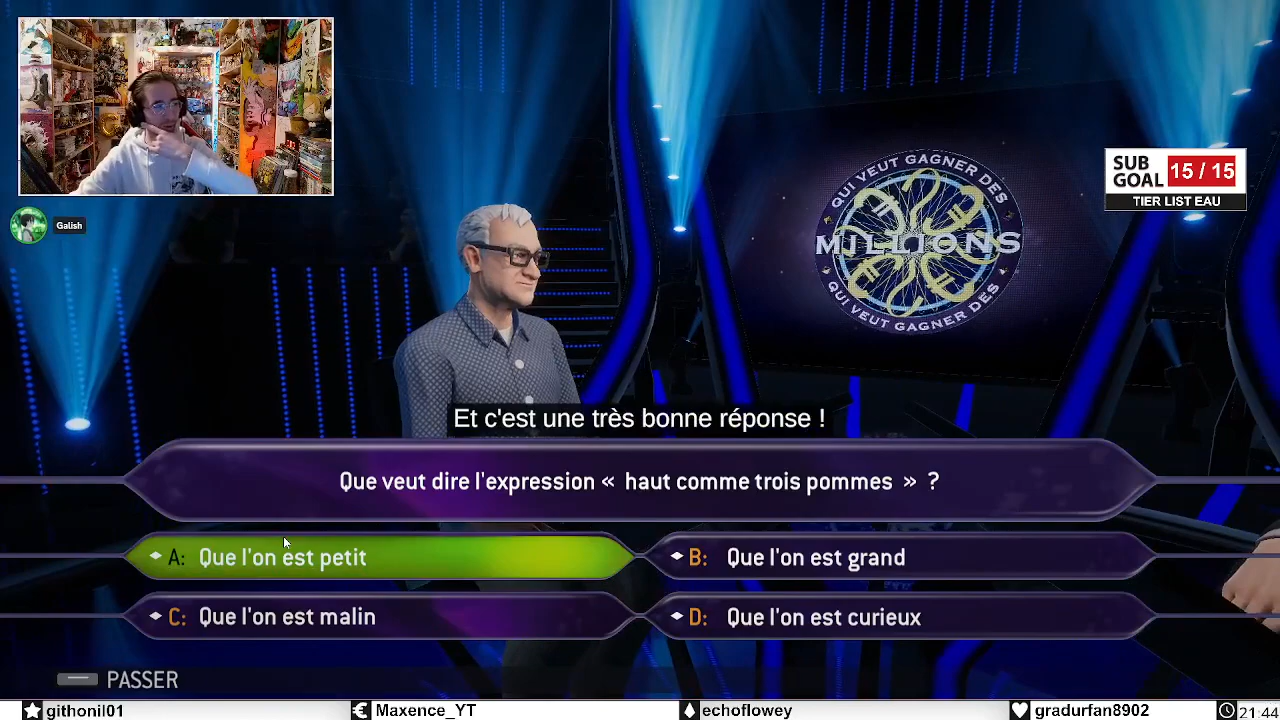 SUB
GOAL 15 / 15
TIER LIST EAU
QUI VEUT GAGNER DES
MILLIONS
QUI VEUT GAGNER DES
Galish
Et c'est une très bonne réponse !
Que veut dire l'expression « haut comme trois pommes » ?
A: Que l'on est petit
B: Que l'on est grand
C: Que l'on est malin
D: Que l'on est curieux
PASSER
githonil01
Maxence_YT
echoflowey
gradurfan8902
21:44